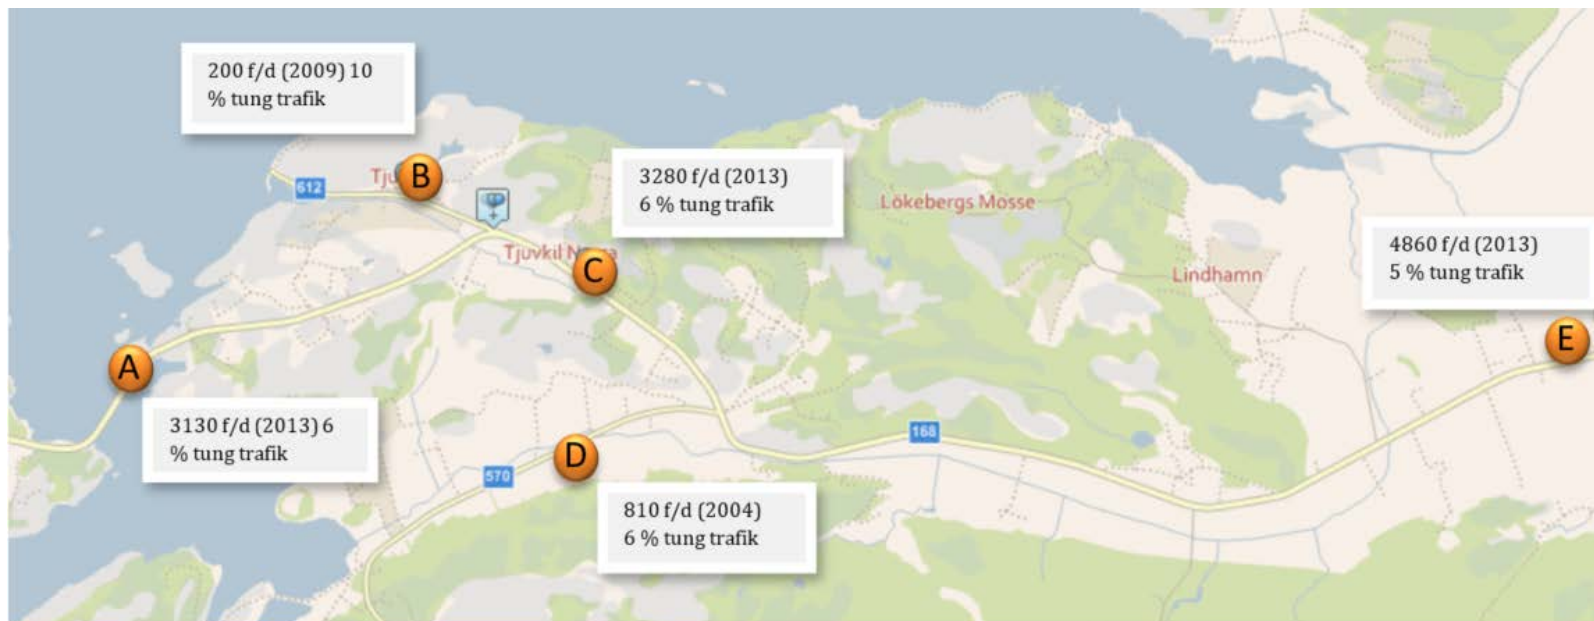 200 f/d (2009) 10
% tung trafik
B
612
3280 f/d (2013)
6 % tung trafik
Lökebergs Mosse
4860 f/d (2013)
5 % tung trafik
Tjuvkil
C
Lindhamn
E
A
3130 f/d (2013) 6
% tung trafik
168
D
570
810 f/d (2004)
6 % tung trafik